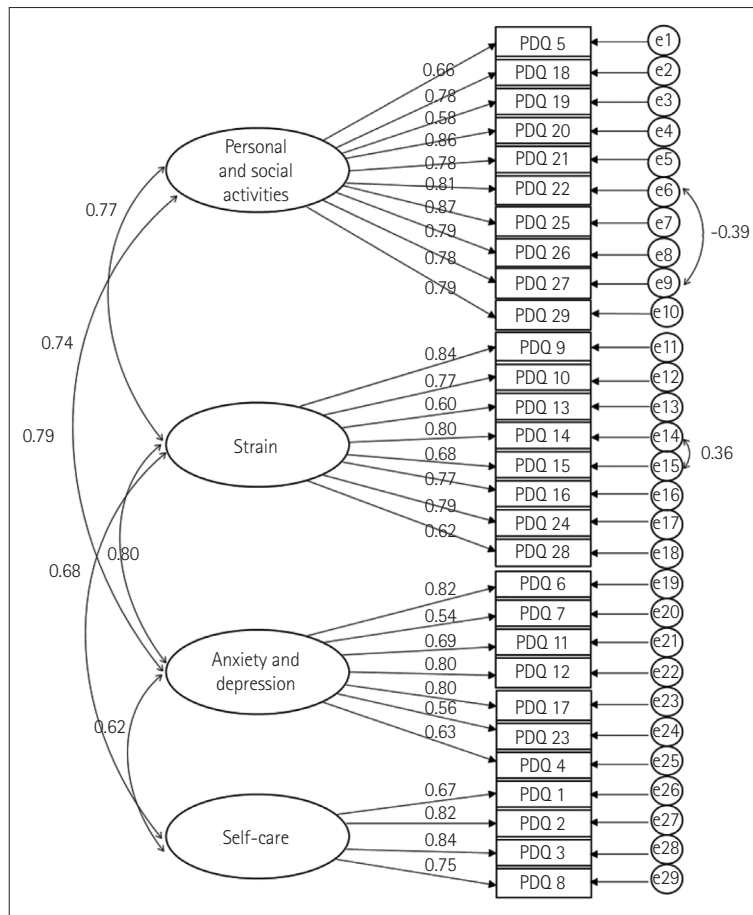 PDQ 5
e1
0.66
PDQ 18
e2
0.78
PDQ 19
e3
0.58
PDQ 20
e4
0.86
Personal
and social
activities
PDQ 21
e5
0.78
PDQ 22
e6
0.81
PDQ 25
e7
0.87
-0.39
PDQ 26
e8
0.79
PDQ 27
e9
0.78
PDQ 29
e10
0.79
0.77
0.74
0.79
PDQ 9
e11
0.84
PDQ 10
e12
0.77
PDQ 13
e13
0.60
Strain
PDQ 14
e14
0.80
0.36
PDQ 15
e15
0.68
PDQ 16
e16
0.77
PDQ 24
e17
0.79
PDQ 28
e18
0.62
0.80
0.68
PDQ 6
e19
0.82
PDQ 7
e20
0.54
PDQ 11
e21
0.69
Anxiety and
depression
PDQ 12
e22
0.80
PDQ 17
e23
0.80
PDQ 23
e24
0.56
PDQ 4
e25
0.63
0.62
PDQ 1
e26
0.67
PDQ 2
e27
0.82
Self-care
PDQ 3
e28
0.84
PDQ 8
e29
0.75